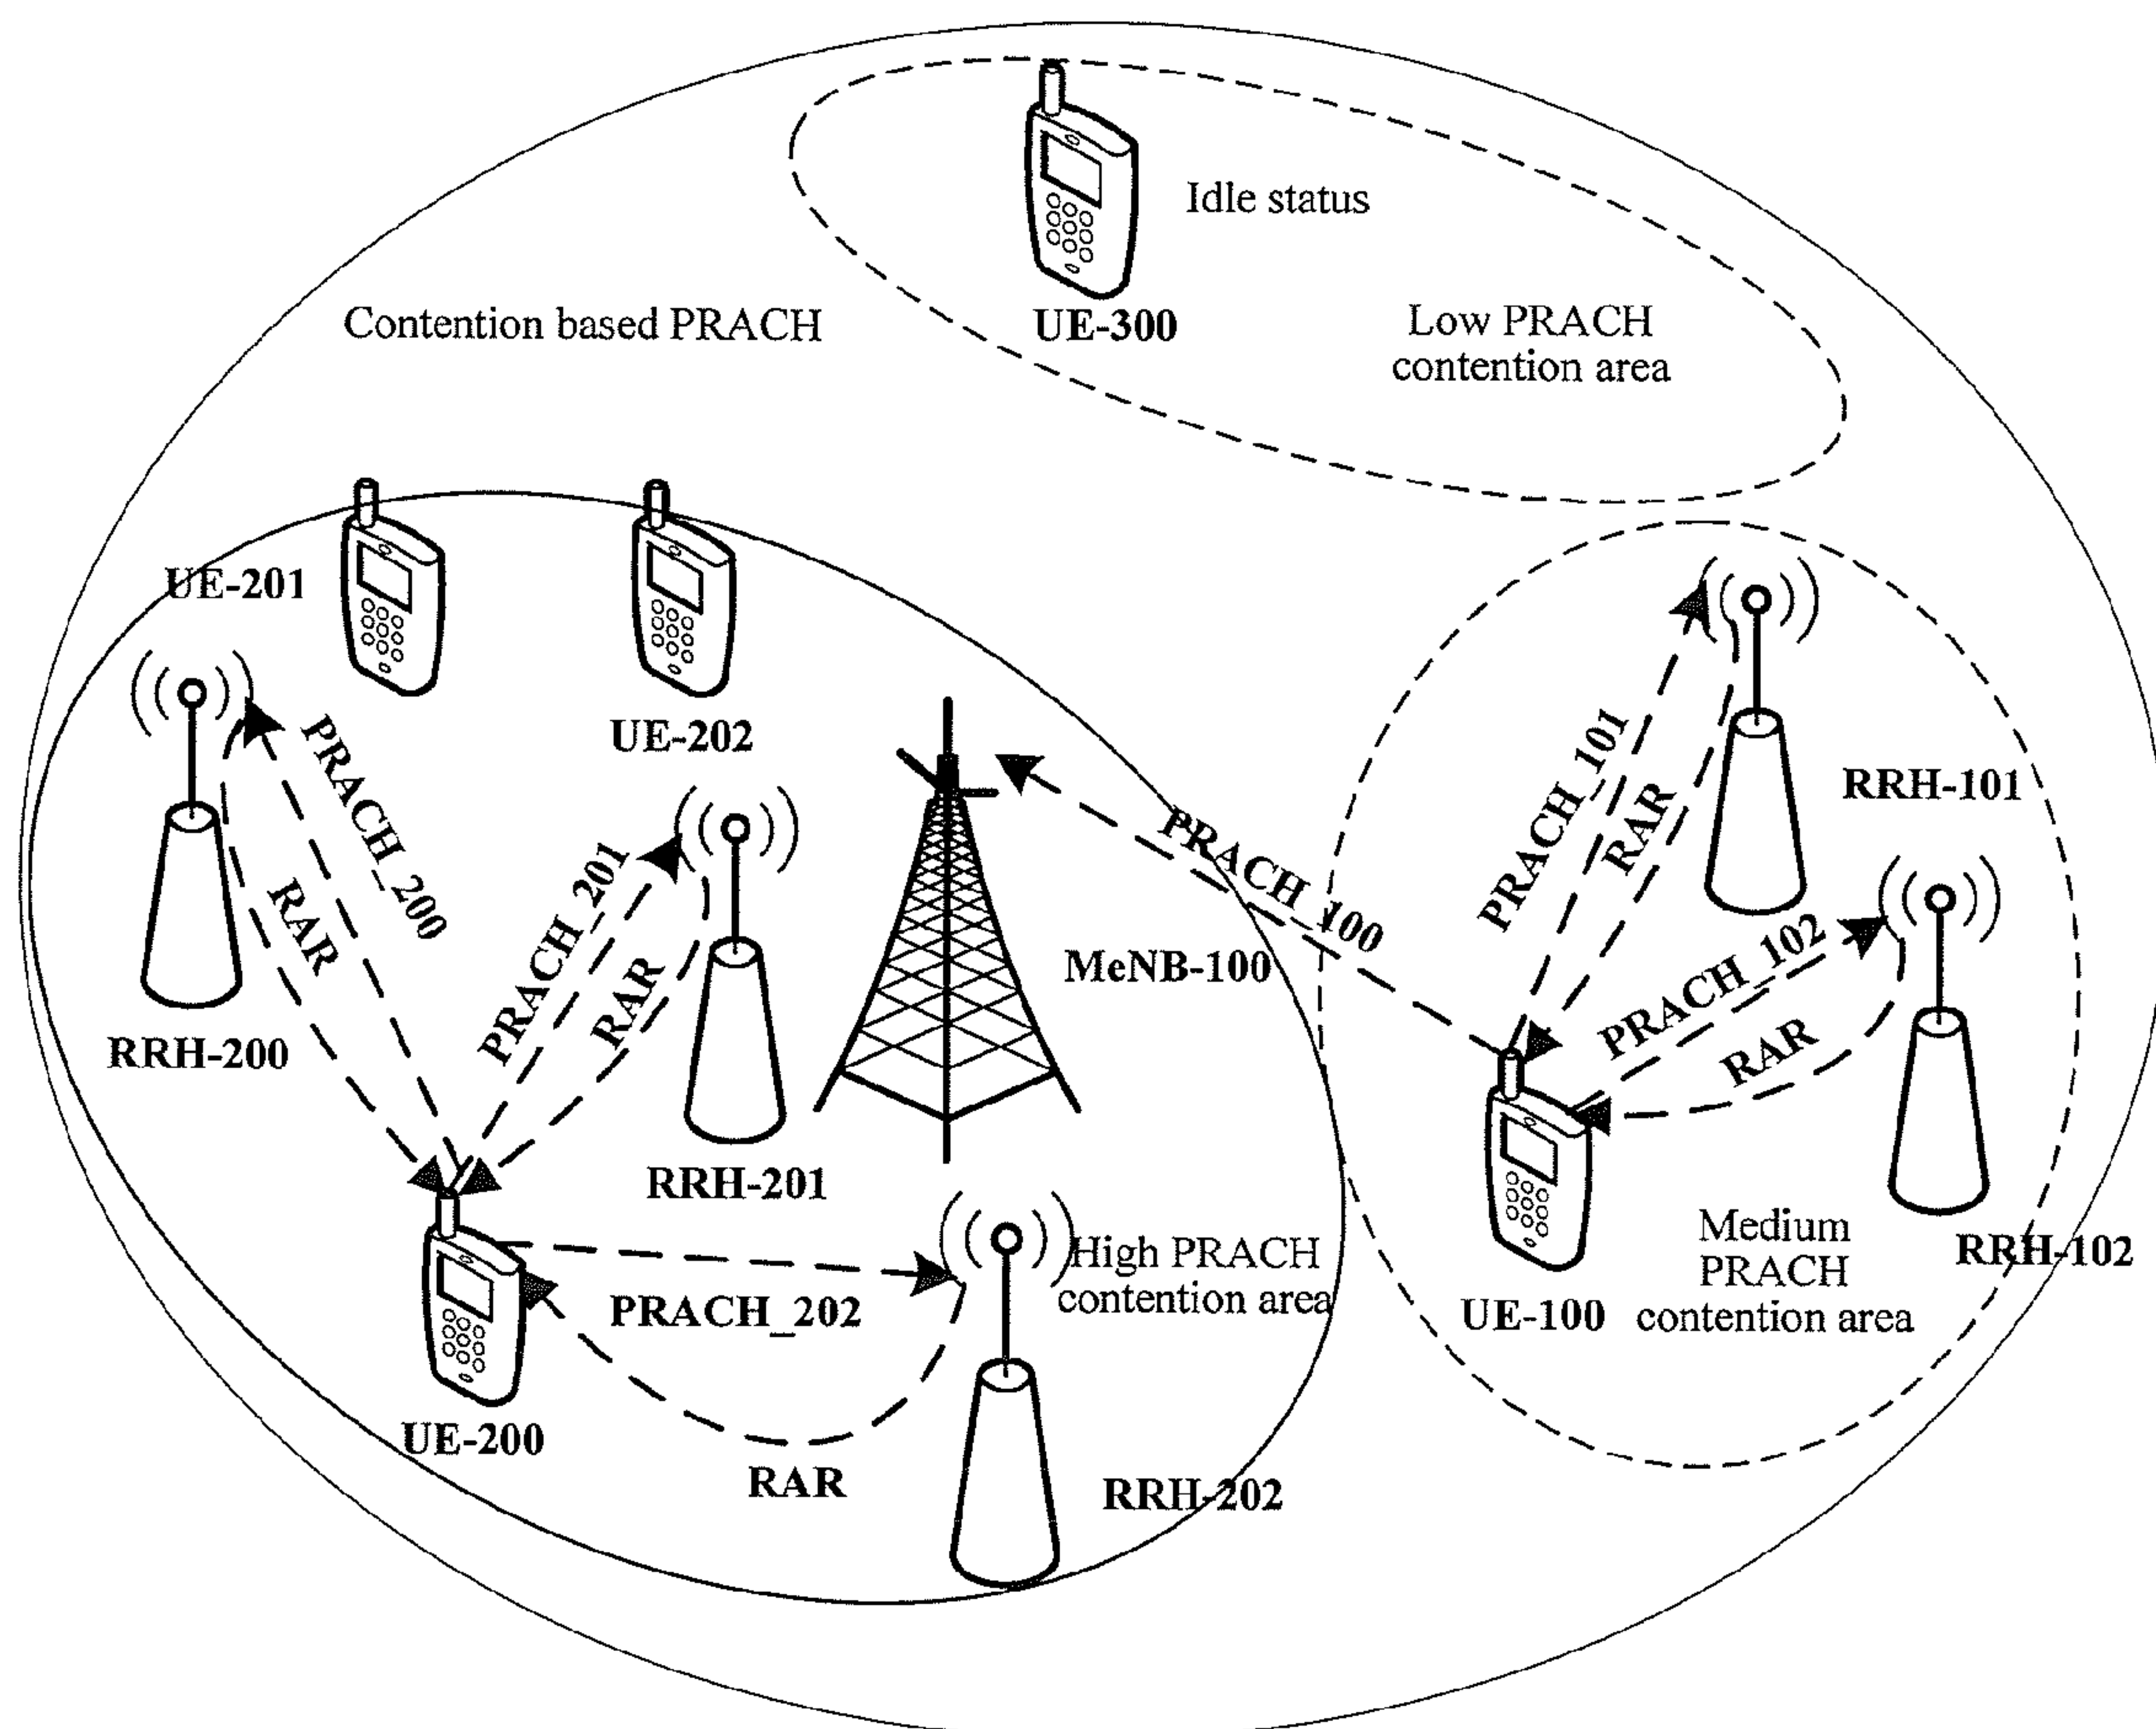 Idle status
UE-300
Contention based PRACH
Low PRACH
contention area
UE-201
UE-202
PRACH_200
RAR
RRH-200
PRACH_201
RAR
RRH-201
MeNB-100
PRACH_100
PRACH_101
RAR
RRH-101
PRACH_102
RAR
RRH-102
UE-100
Medium
PRACH
contention area
High PRACH
contention area
PRACH_202
UE-200
RAR
RRH-202